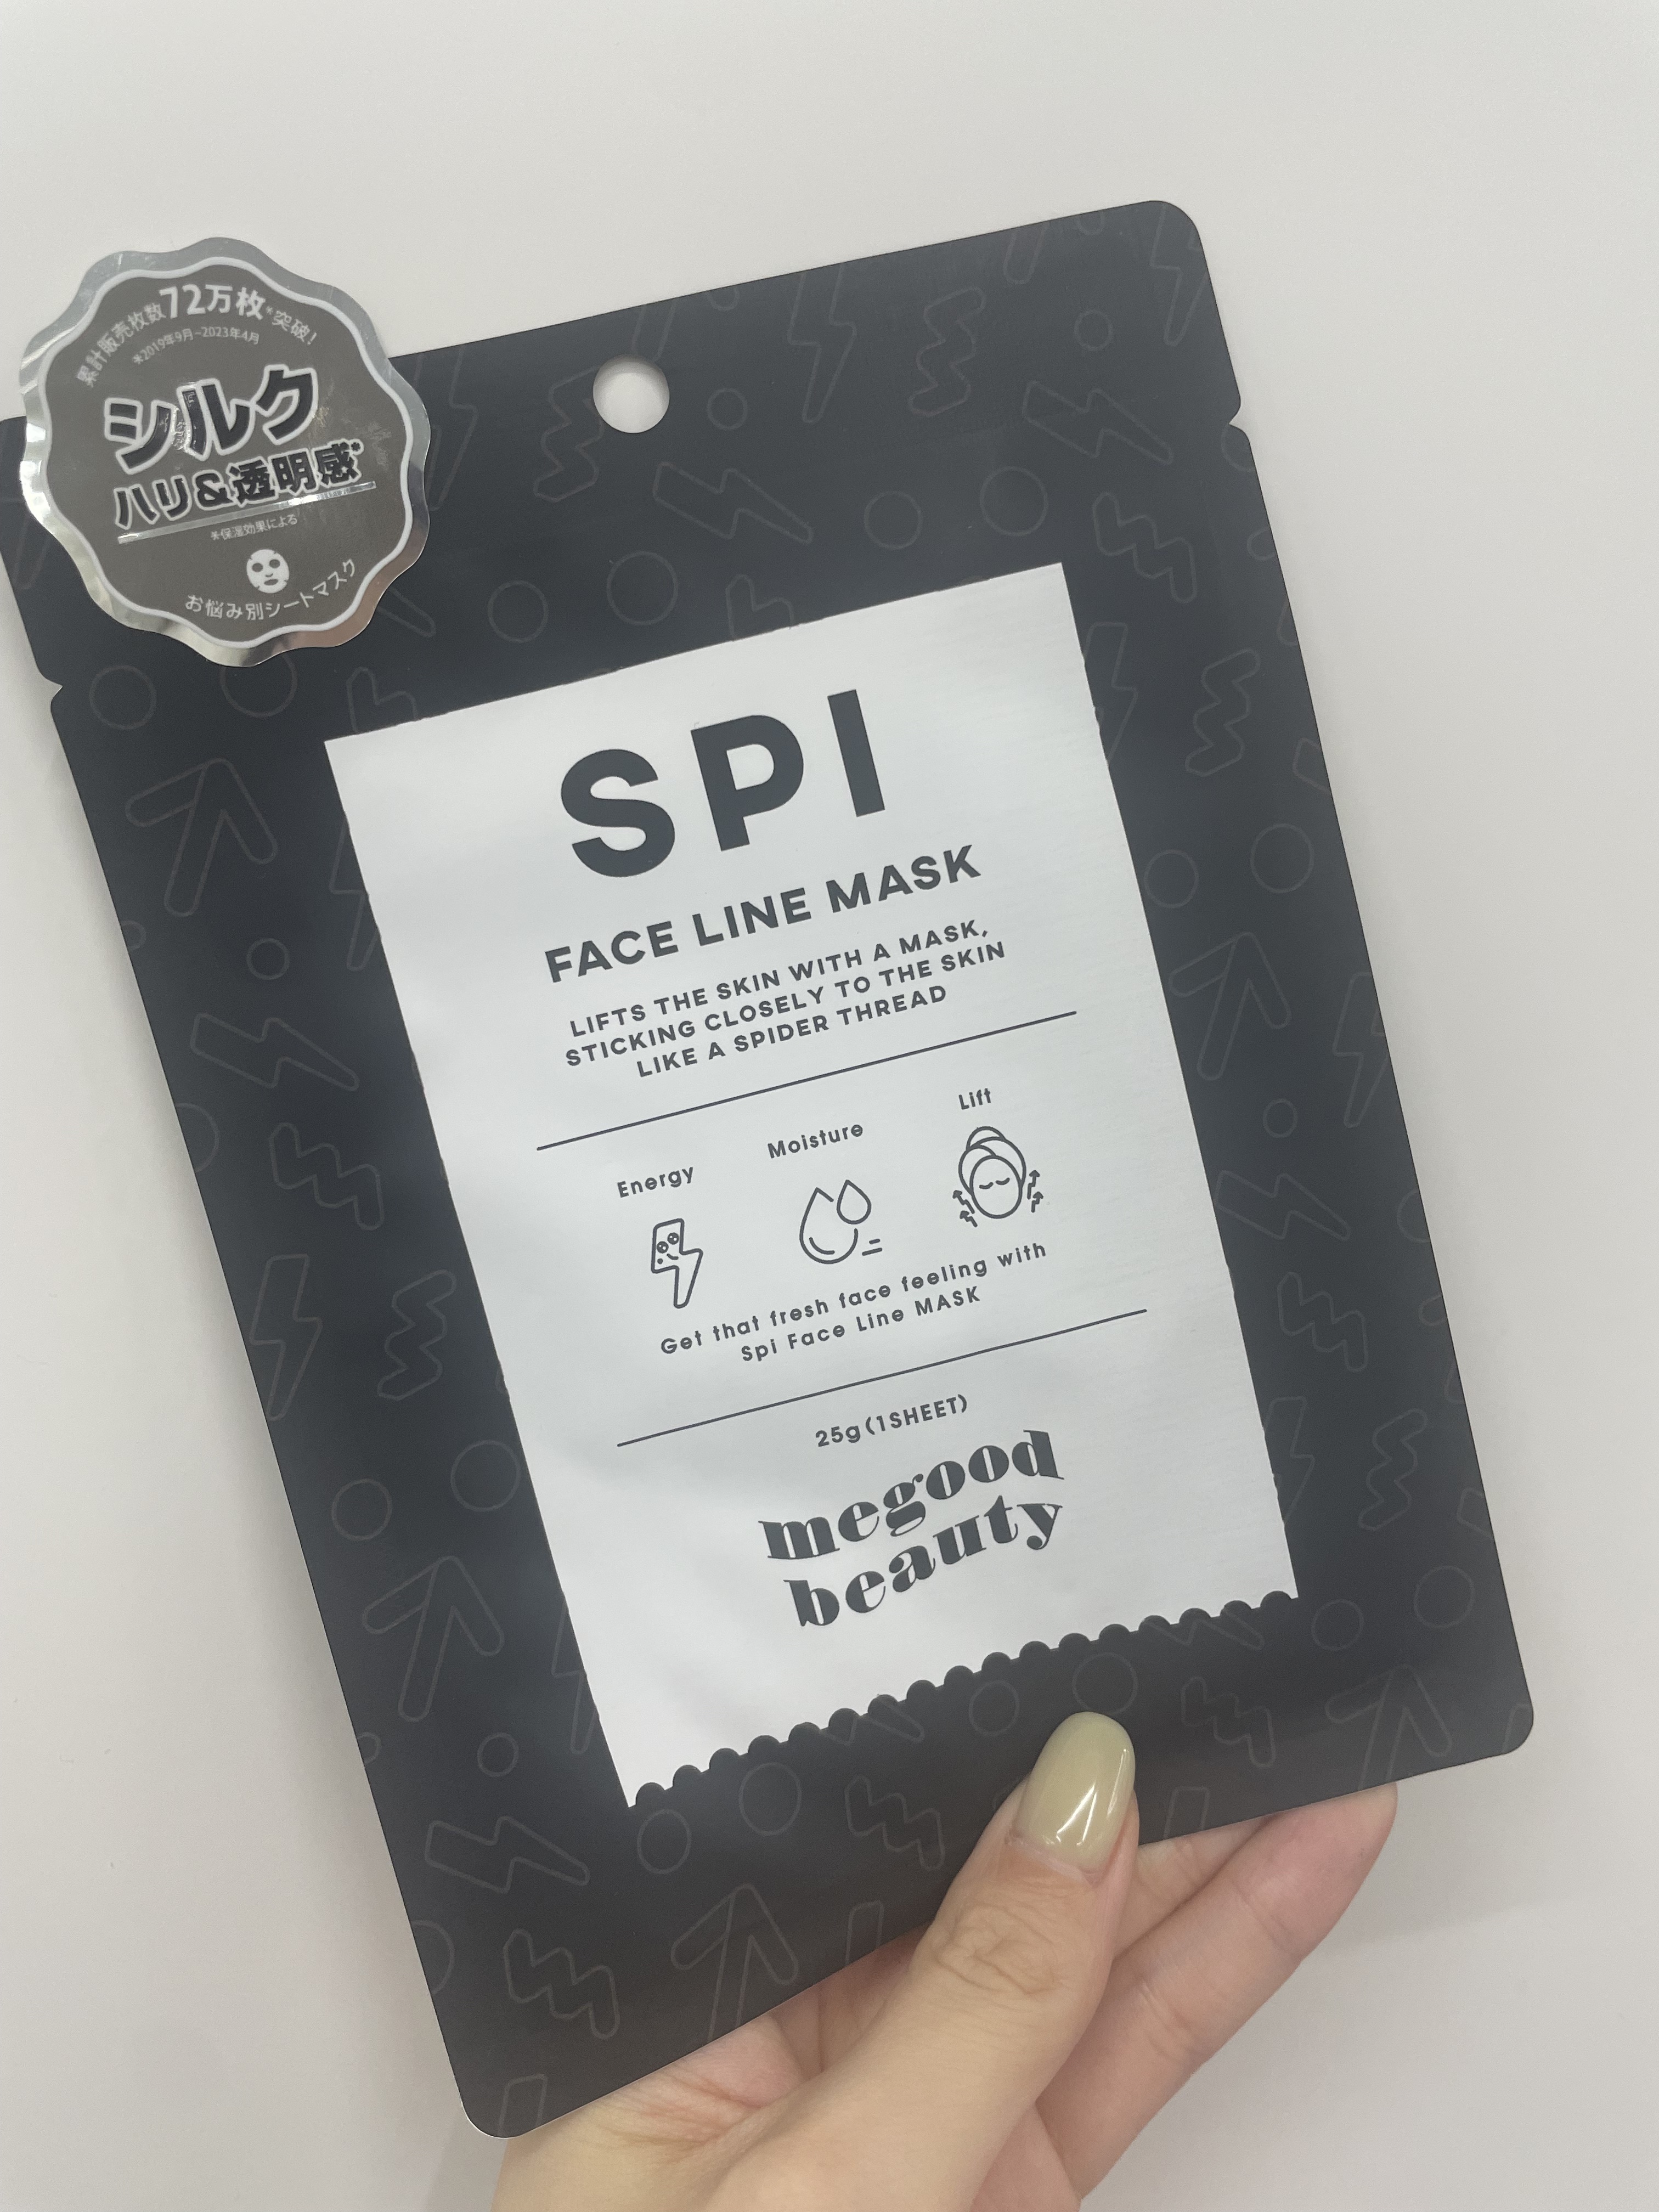 累計販売枚数72万枚*突破!
※2019年9月~2023年4月
シルク
ハリ&透明感*
※保湿効果による
お悩み別シートマスク
SPI
FACE LINE MASK
LIFTS THE SKIN WITH A MASK,
STICKING CLOSELY TO THE SKIN
LIKE A SPIDER THREAD
Energy Moisture Lift
Get that fresh face feeling with
Spi Face Line MASK
25g(1SHEET)
megood
beauty